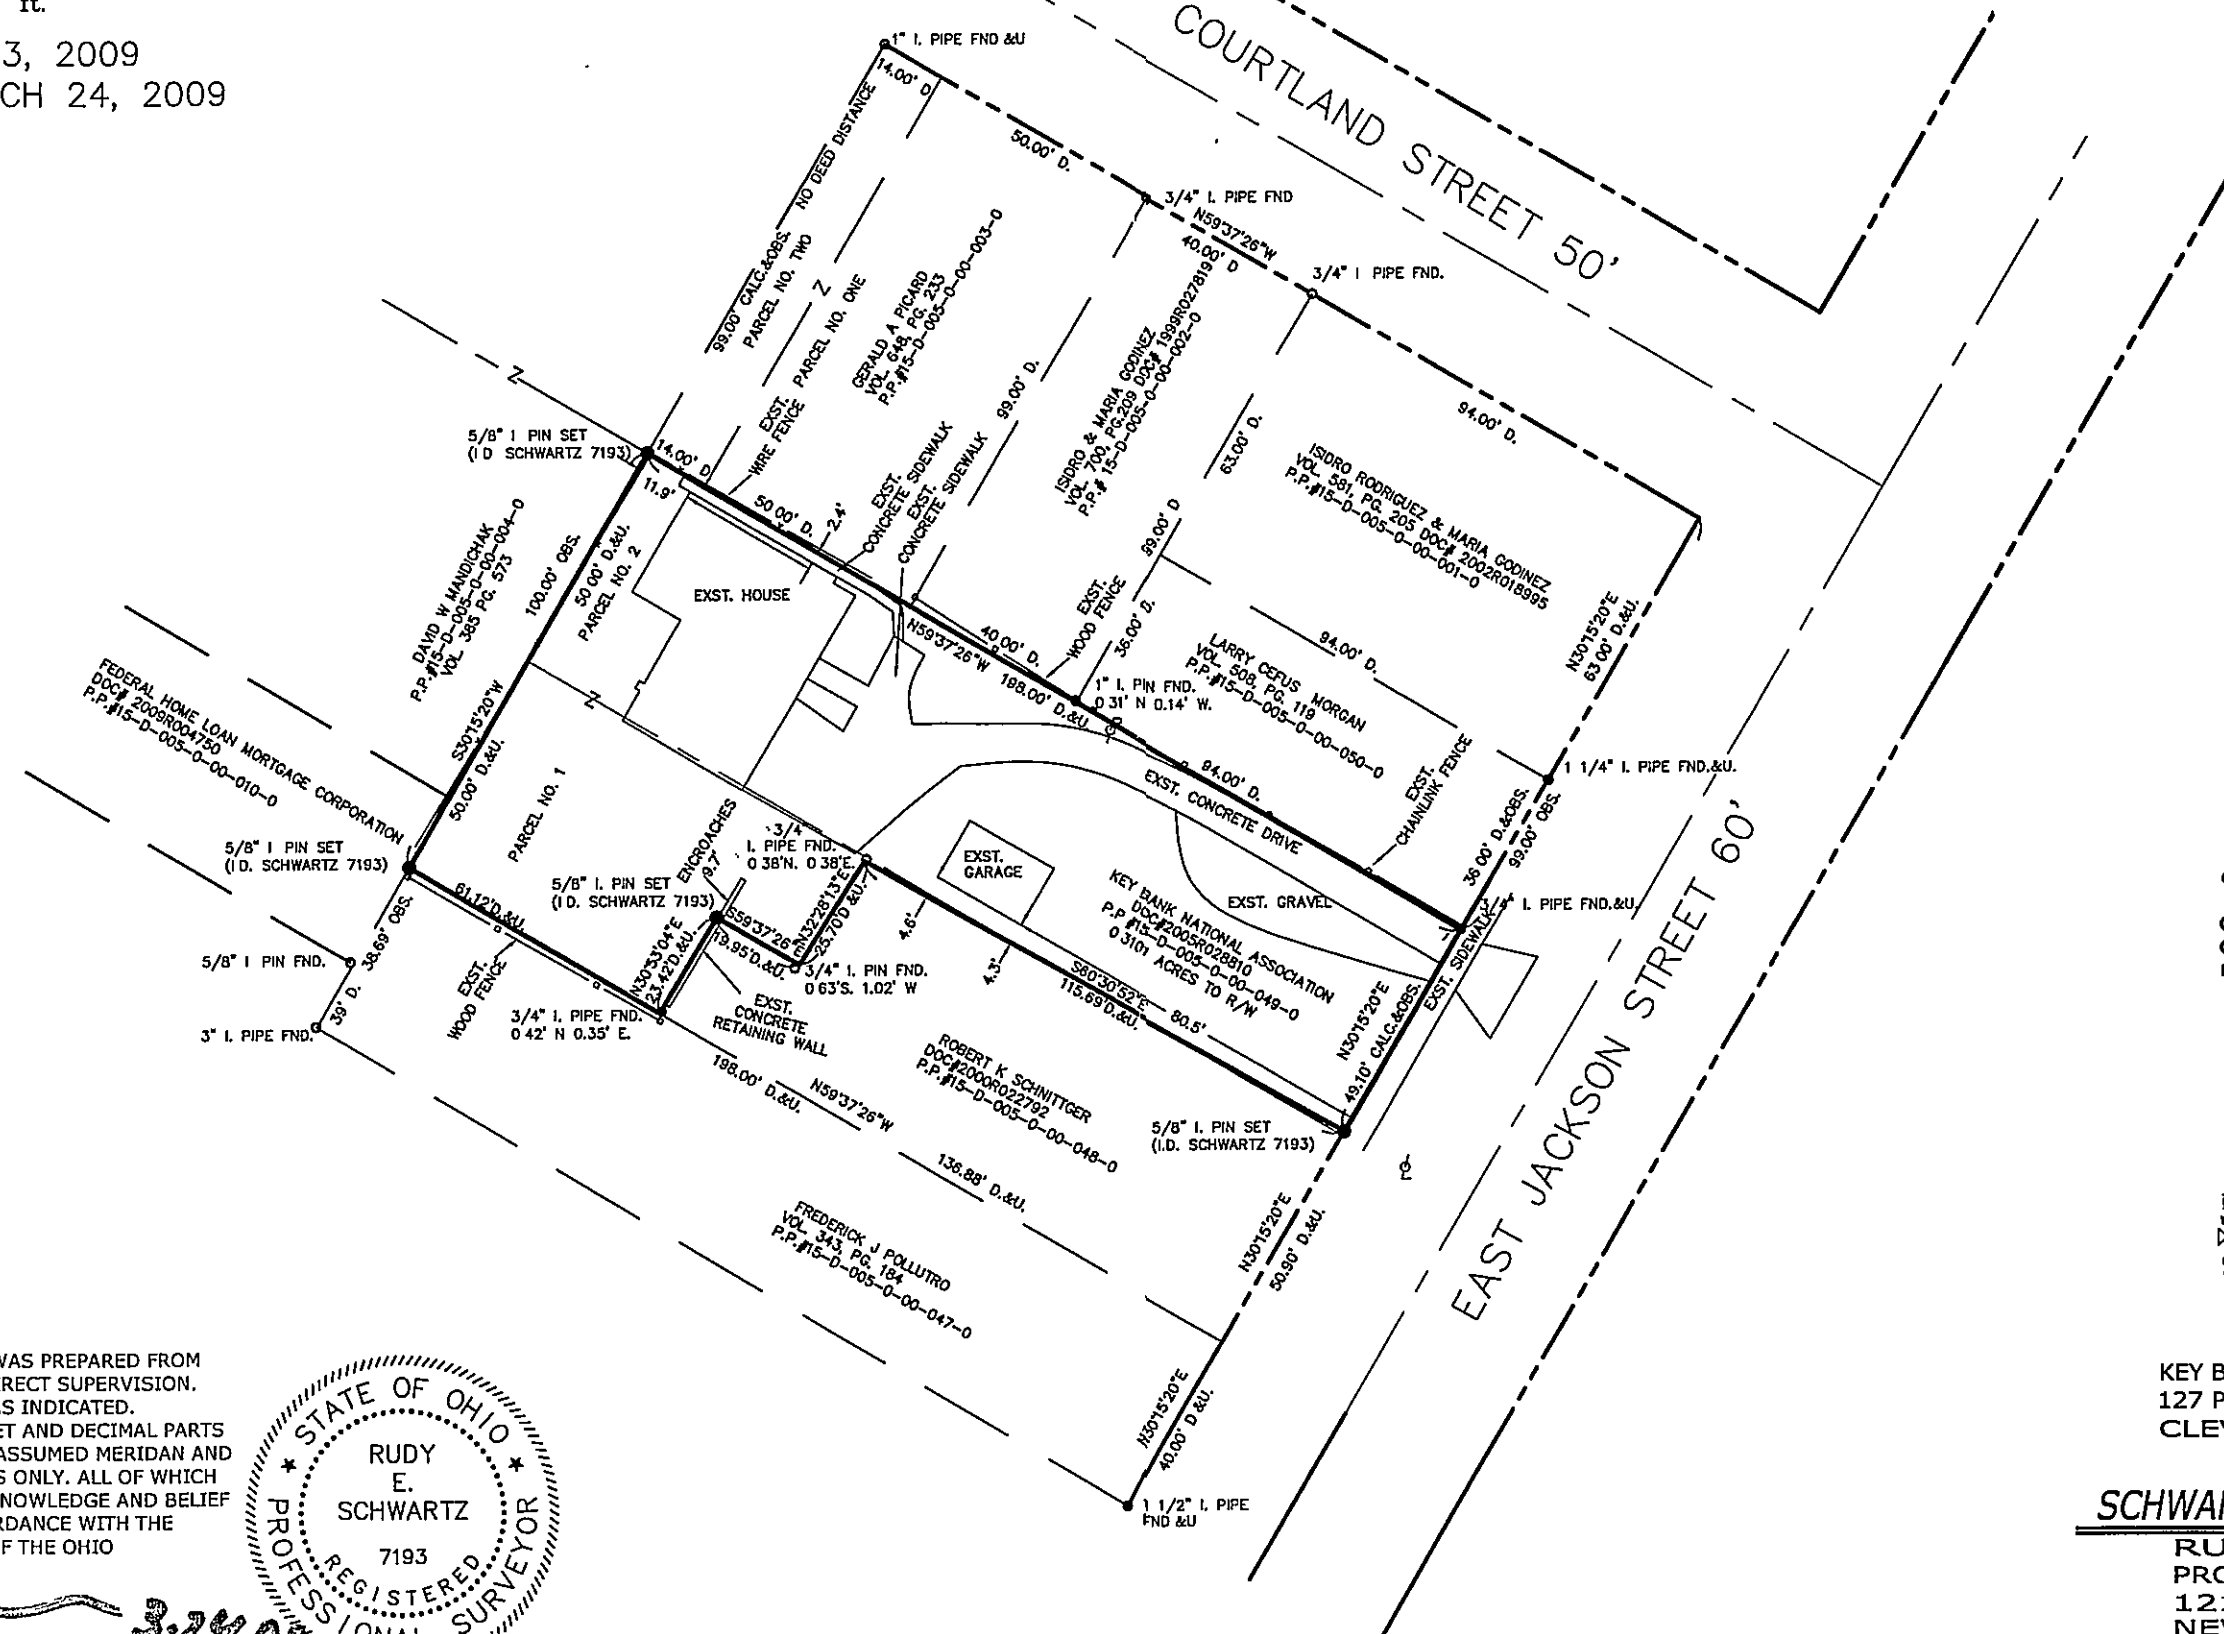 ft.
3, 2009
CH 24, 2009
COURTLAND STREET 50'
1" I. PIPE FND &U
14.00' D
50.00' D.
3/4" I. PIPE FND
N59°37'26"W
40.00' D
3/4" I PIPE FND.
94.00' D.
NO DEED DISTANCE
99.00' CALC.&OBS.
PARCEL NO. TWO
Z
PARCEL NO. ONE
EXST.
WIRE FENCE
GERALD A PICARD
VOL. 648, PG. 233
P.P.#15-D-005-0-00-003-0
99.00' D.
ISIDRO & MARIA GODINEZ
VOL. 700, PG.209 DOC# 1999R027819
P.P.# 15-D-005-0-00-002-0
63.00' D.
ISIDRO RODRIGUEZ & MARIA GODINEZ
VOL. 581, PG. 205 DOC# 2002R018995
P.P.#15-D-005-0-00-001-0
N30°15'20"E
63 00' D.&U.
Z
5/8" I PIN SET
(I D SCHWARTZ 7193)
14.00' D
11.9'
50 00' D.
2.4'
EXST.
CONCRETE SIDEWALK
EXST.
CONCRETE SIDEWALK
99.00' D
EXST.
WOOD FENCE
36.00' D.
40 00' D.
N59°37'26"W
198.00' D.&U.
1" I. PIN FND.
0 31' N 0.14' W.
94.00' D.
LARRY CEFUS MORGAN
VOL. 508, PG. 119
P.P.#15-D-005-0-00-050-0
94.00' D.
EXST.
CHAINLINK FENCE
1 1/4" I. PIPE FND.&U.
36 00' D.&OBS.
99.00' OBS.
3/4" I. PIPE FND.&U.
DAVID W MANDICHAK
P.P.#15-D-005-0-00-004-0
VOL. 385 PG. 573
100.00' OBS.
50 00' D.&U.
PARCEL NO. 2
EXST. HOUSE
S30°15'20"W
50.00' D.&U.
Z
PARCEL NO. 1
FEDERAL HOME LOAN MORTGAGE CORPORATION
DOC# 2009R004750
P.P.#15-D-005-0-00-010-0
5/8" I PIN SET
(I D. SCHWARTZ 7193)
61.12'D.&U.
38.69' OBS.
5/8" I PIN FND.
39' D.
3" I. PIPE FND.
EXST.
WOOD FENCE
ENCROACHES
9.7'
5/8" I. PIN SET
(I D. SCHWARTZ 7193)
3/4
I. PIPE FND.
0 38'N. 0 38'E.
S59°37'26"E
19.95'D.&U.
N32°28'13"E
25.70'D &U.
N30°33'04"E
23.42'D.&U.
3/4" I. PIN FND.
0 63'S. 1.02' W
3/4" I. PIPE FND.
0 42' N 0.35' E.
EXST.
CONCRETE
RETAINING WALL
EXST. CONCRETE DRIVE
EXST.
GARAGE
EXST. GRAVEL
4.6'
4.3'
KEY BANK NATIONAL ASSOCIATION
DOC#2005R028810
P.P #15-D-005-0-00-049-0
0 3101 ACRES TO R/W
S60°30'52"E
115.69'D.&U.
80.5'
N30°15'20"E
49.10' CALC.&OBS.
EXST. SIDEWALK
EAST JACKSON STREET 60'
198.00' D.&U.
N59°37'26"W
136.88' D.&U.
ROBERT K SCHNITTGER
DOC#2000R022792
P.P.#15-D-005-0-00-048-0
5/8" I. PIN SET
(I.D. SCHWARTZ 7193)
N30°15'20"E
50.90' D.&U.
FREDERICK J POLLUTRO
VOL. 343, PG. 184
P.P.#15-D-005-0-00-047-0
N30°15'20"E
40.00' D &U.
1 1/2" I. PIPE
FND &U
WAS PREPARED FROM
RECT SUPERVISION.
S INDICATED.
ET AND DECIMAL PARTS
ASSUMED MERIDAN AND
S ONLY. ALL OF WHICH
NOWLEDGE AND BELIEF
RDANCE WITH THE
F THE OHIO
STATE OF OHIO
RUDY
E.
SCHWARTZ
7193
REGISTERED
PROFESSIONAL SURVEYOR
KEY B
127 P
CLEV
SCHWAR
RU
PRO
NEW